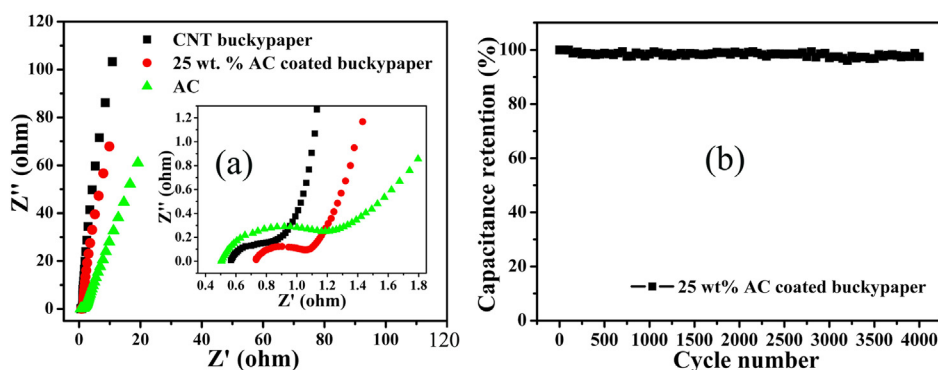 120
100
80
60
40
20
0
Z'' (ohm)
CNT buckypaper
25 wt. % AC coated buckypaper
AC
(a)
1.2
1.0
0.8
0.6
0.4
0.2
0.0
Z'' (ohm)
0.4 0.6 0.8 1.0 1.2 1.4 1.6 1.8
Z' (ohm)
0 20 40 60 80 100 120
Z' (ohm)
120
100
80
60
40
20
0
Capacitance retention (%)
(b)
25 wt% AC coated buckypaper
0 500 1000 1500 2000 2500 3000 3500 4000
Cycle number